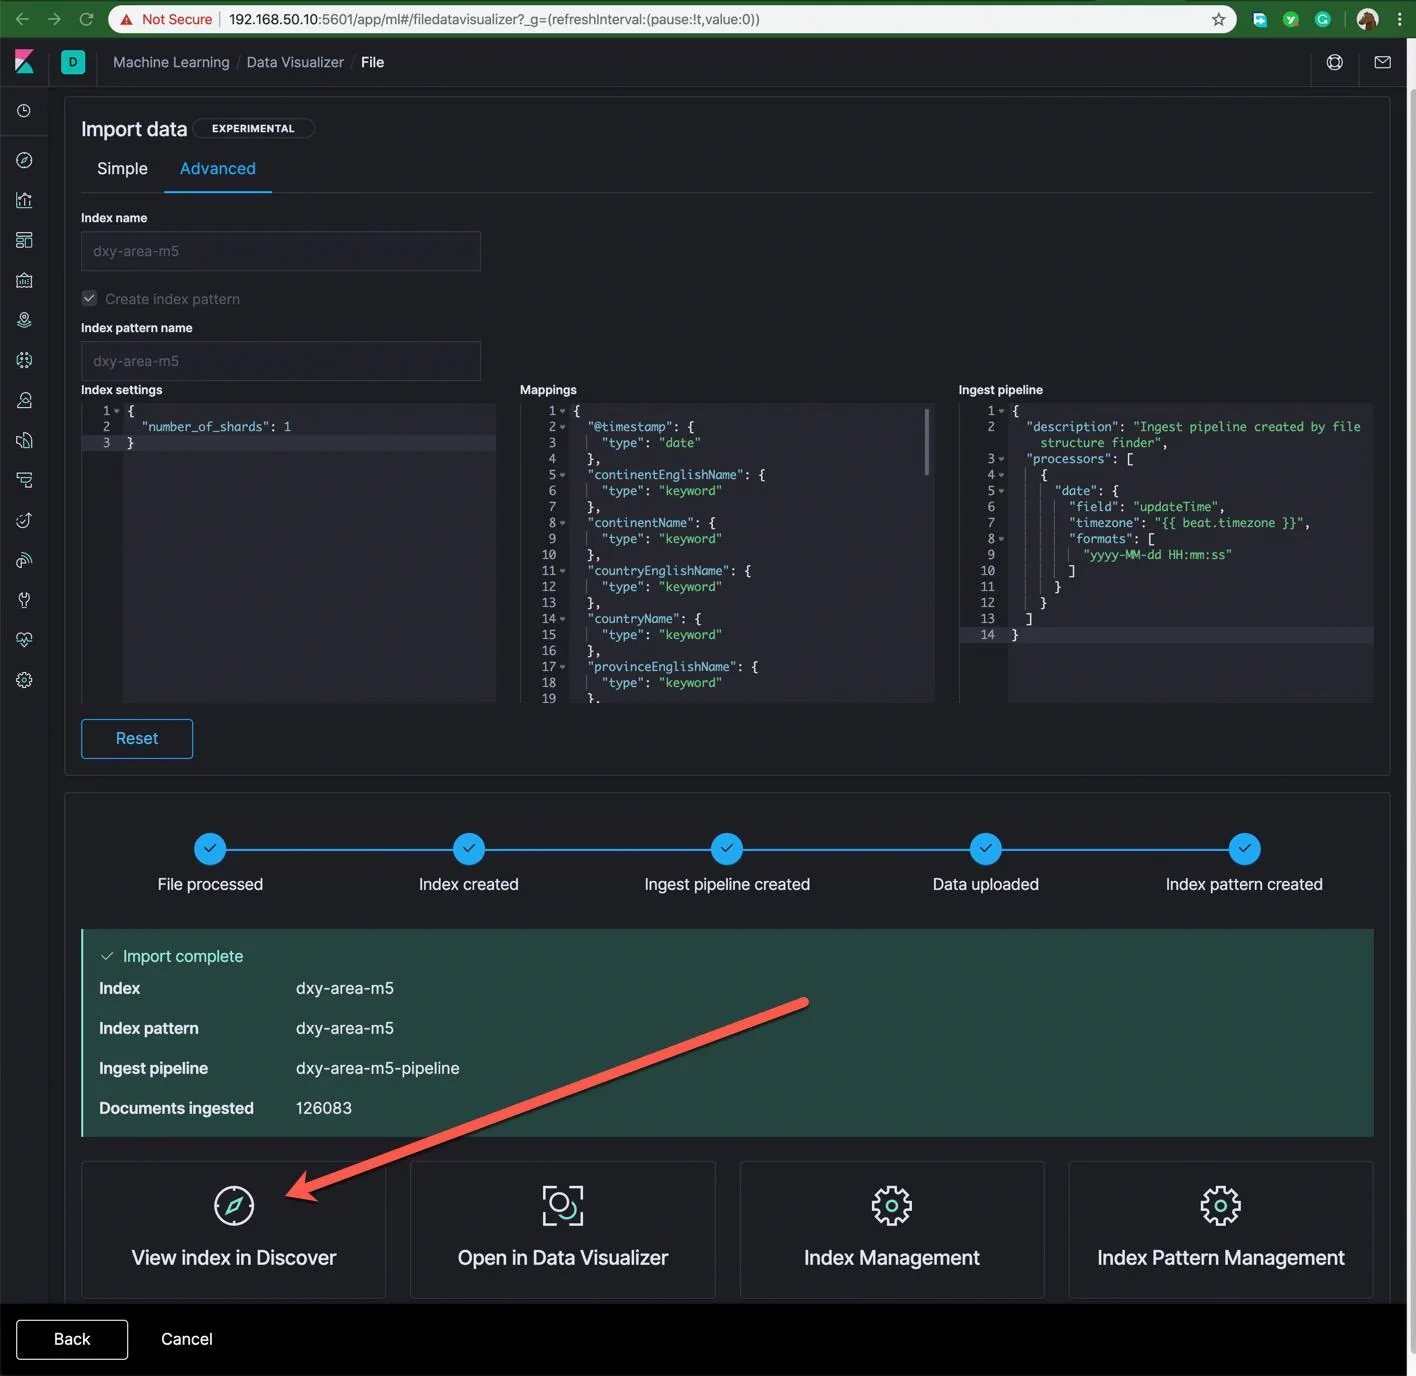 Not Secure | 192.168.50.10:5601/app/ml#/filedatavisualizer?_g=(refreshInterval:(pause:!t,value:0))
D Machine Learning / Data Visualizer / File
Import data EXPERIMENTAL
Simple Advanced
Index name
dxy-area-m5
Create index pattern
Index pattern name
dxy-area-m5
Index settings
1 {
2 "number_of_shards": 1
3 }
Mappings
1 {
2 "@timestamp": {
3 "type": "date"
4 },
5 "continentEnglishName": {
6 "type": "keyword"
7 },
8 "continentName": {
9 "type": "keyword"
10 },
11 "countryEnglishName": {
12 "type": "keyword"
13 },
14 "countryName": {
15 "type": "keyword"
16 },
17 "provinceEnglishName": {
18 "type": "keyword"
19 },
Ingest pipeline
1 {
2 "description": "Ingest pipeline created by file
structure finder",
3 "processors": [
4 {
5 "date": {
6 "field": "updateTime",
7 "timezone": "{{ beat.timezone }}",
8 "formats": [
9 "yyyy-MM-dd HH:mm:ss"
10 ]
11 }
12 }
13 ]
14 }
Reset
File processed
Index created
Ingest pipeline created
Data uploaded
Index pattern created
Import complete
Index dxy-area-m5
Index pattern dxy-area-m5
Ingest pipeline dxy-area-m5-pipeline
Documents ingested 126083
View index in Discover
Open in Data Visualizer
Index Management
Index Pattern Management
Back Cancel